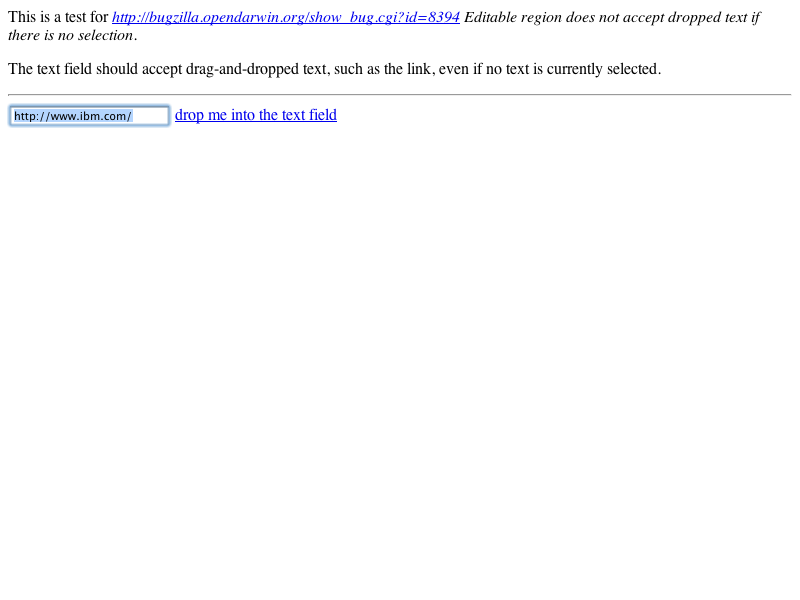 This is a test for http://bugzilla.opendarwin.org/show_bug.cgi?id=8394 Editable region does not accept dropped text if
there is no selection.
The text field should accept drag-and-dropped text, such as the link, even if no text is currently selected.
http://www.ibm.com/ drop me into the text field